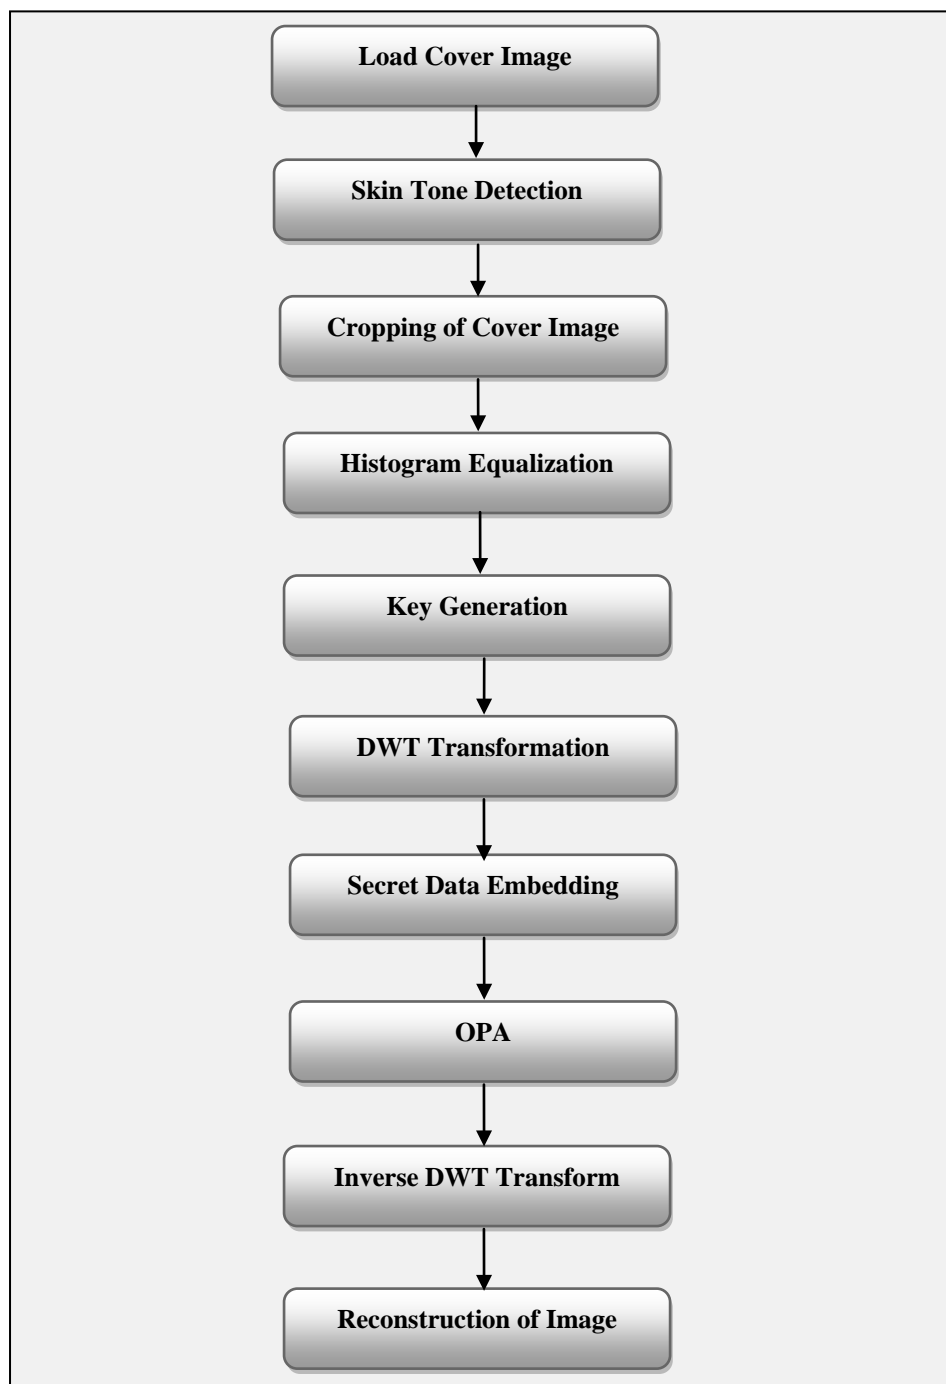 Load Cover Image
Skin Tone Detection
Cropping of Cover Image
Histogram Equalization
Key Generation
DWT Transformation
Secret Data Embedding
OPA
Inverse DWT Transform
Reconstruction of Image